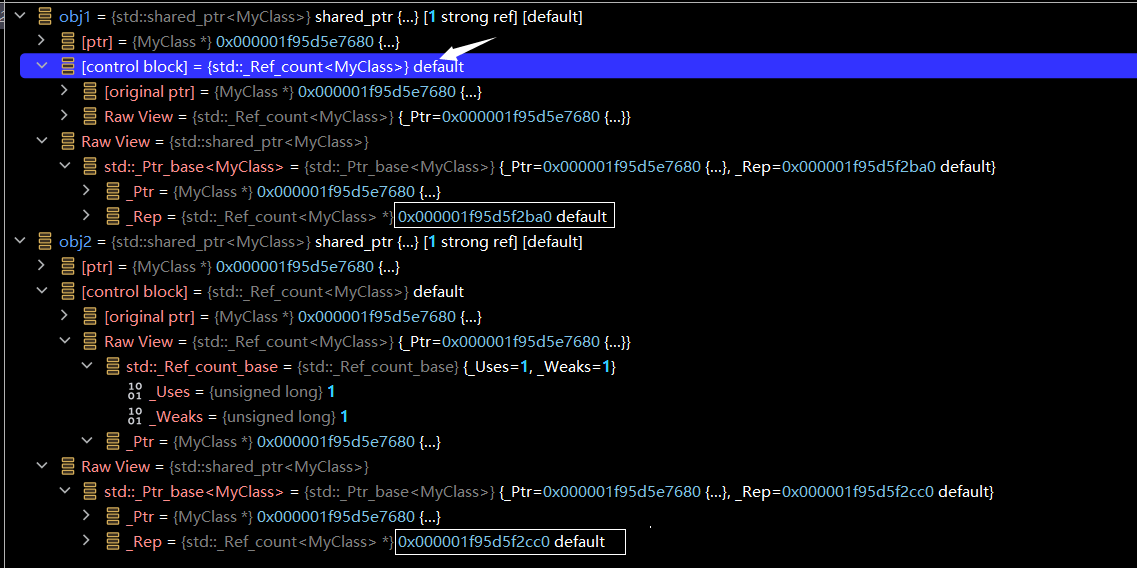 obj1 = {std::shared_ptr<MyClass>} shared_ptr {...} [1 strong ref] [default]
[ptr] = {MyClass *} 0x000001f95d5e7680 {...}
[control block] = {std::_Ref_count<MyClass>} default
[original ptr] = {MyClass *} 0x000001f95d5e7680 {...}
Raw View = {std::_Ref_count<MyClass>} {_Ptr=0x000001f95d5e7680 {...}}
Raw View = {std::shared_ptr<MyClass>}
std::_Ptr_base<MyClass> = {std::_Ptr_base<MyClass>} {_Ptr=0x000001f95d5e7680 {...}, _Rep=0x000001f95d5f2ba0 default}
_Ptr = {MyClass *} 0x000001f95d5e7680 {...}
_Rep = {std::_Ref_count<MyClass> *} 0x000001f95d5f2ba0 default
obj2 = {std::shared_ptr<MyClass>} shared_ptr {...} [1 strong ref] [default]
[ptr] = {MyClass *} 0x000001f95d5e7680 {...}
[control block] = {std::_Ref_count<MyClass>} default
[original ptr] = {MyClass *} 0x000001f95d5e7680 {...}
Raw View = {std::_Ref_count<MyClass>} {_Ptr=0x000001f95d5e7680 {...}}
std::_Ref_count_base = {std::_Ref_count_base} {_Uses=1, _Weaks=1}
10 01 _Uses = {unsigned long} 1
10 01 _Weaks = {unsigned long} 1
_Ptr = {MyClass *} 0x000001f95d5e7680 {...}
Raw View = {std::shared_ptr<MyClass>}
std::_Ptr_base<MyClass> = {std::_Ptr_base<MyClass>} {_Ptr=0x000001f95d5e7680 {...}, _Rep=0x000001f95d5f2cc0 default}
_Ptr = {MyClass *} 0x000001f95d5e7680 {...}
_Rep = {std::_Ref_count<MyClass> *} 0x000001f95d5f2cc0 default